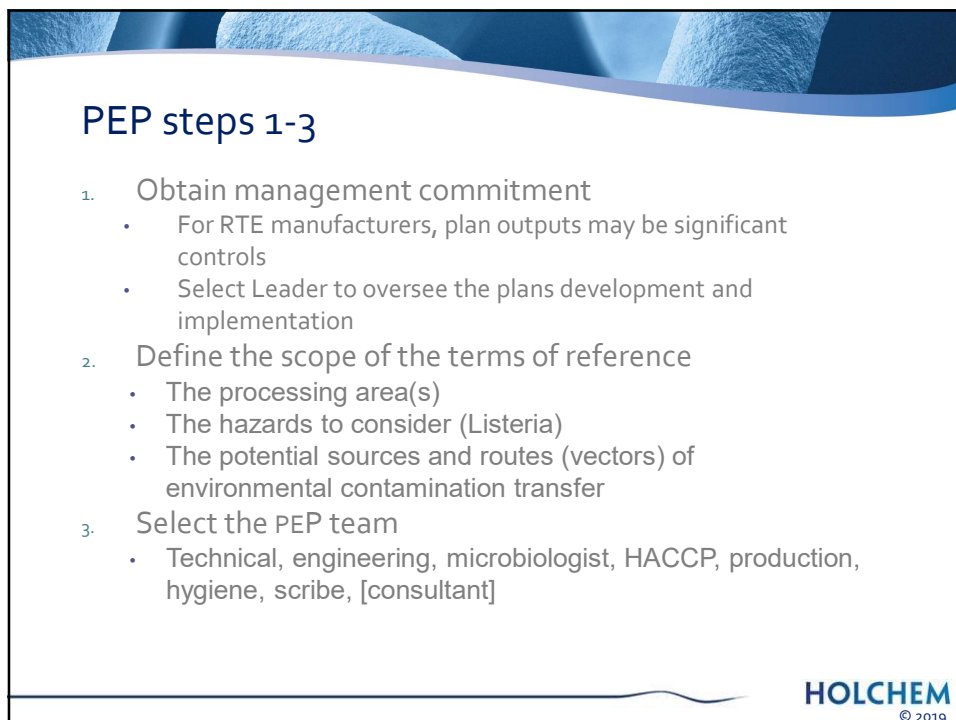 PEP steps 1-3
1. Obtain management commitment
• For RTE manufacturers, plan outputs may be significant
controls
• Select Leader to oversee the plans development and
implementation
2. Define the scope of the terms of reference
• The processing area(s)
• The hazards to consider (Listeria)
• The potential sources and routes (vectors) of
environmental contamination transfer
3. Select the PEP team
• Technical, engineering, microbiologist, HACCP, production,
hygiene, scribe, [consultant]
HOLCHEM
© 2019